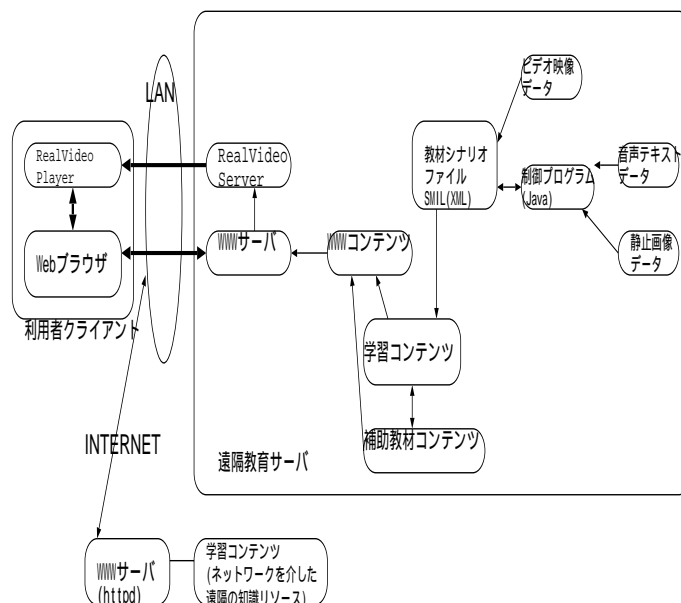 ビデオ映像
データ
LAN
RealVideo
Player
RealVideo
Server
教材シナリオ
ファイル
SMIL(XML)
制御プログラム
(Java)
音声テキスト
データ
静止画像
データ
Webブラウザ
WWWサーバ
WWWコンテンツ
利用者クライアント
学習コンテンツ
補助教材コンテンツ
INTERNET
遠隔教育サーバ
WWWサーバ
(httpd)
学習コンテンツ
(ネットワークを介した
遠隔の知識リソース)